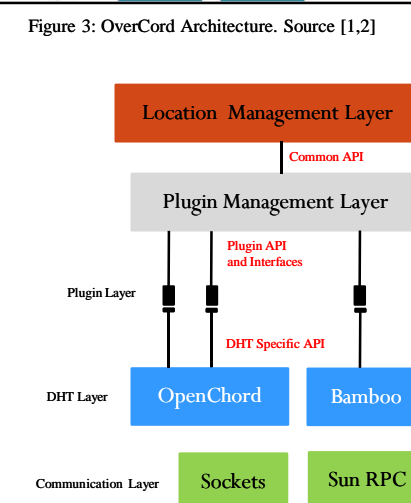 Figure 3: OverCord Architecture. Source [1,2]
Location Management Layer
Common API
Plugin Management Layer
Plugin API
and Interfaces
Plugin Layer
DHT Specific API
DHT Layer
OpenChord
Bamboo
Communication Layer
Sockets
Sun RPC